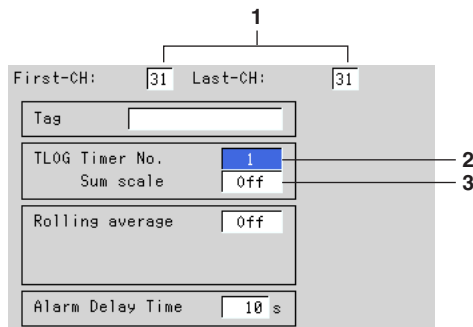 1
First-CH: 31 Last-CH: 31
Tag
TLOG Timer No. 1 2
Sum scale Off 3
Rolling average Off
Alarm Delay Time 10 s